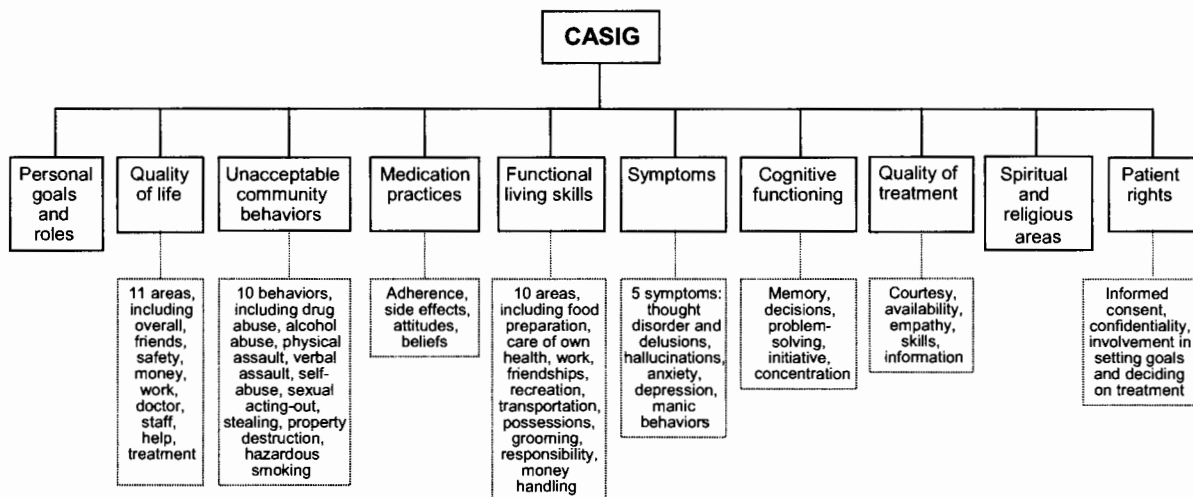 CASIG
Personal
goals
and
roles
Quality
of life
Unacceptable
community
behaviors
Medication
practices
Functional
living skills
Symptoms
Cognitive
functioning
Quality of
treatment
Spiritual
and
religious
areas
Patient
rights
11 areas,
including
overall,
friends,
safety,
money,
work,
doctor,
staff,
help,
treatment
10 behaviors,
including drug
abuse, alcohol
abuse, physical
assault, verbal
assault, self-
abuse, sexual
acting-out,
stealing, property
destruction,
hazardous
smoking
Adherence,
side effects,
attitudes,
beliefs
10 areas,
including food
preparation,
care of own
health, work,
friendships,
recreation,
transportation,
possessions,
grooming,
responsibility,
money
handling
5 symptoms:
thought
disorder and
delusions,
hallucinations,
anxiety,
depression,
manic
behaviors
Memory,
decisions,
problem-
solving,
initiative,
concentration
Courtesy,
availability,
empathy,
skills,
information
Informed
consent,
confidentiality,
involvement in
setting goals
and deciding
on treatment